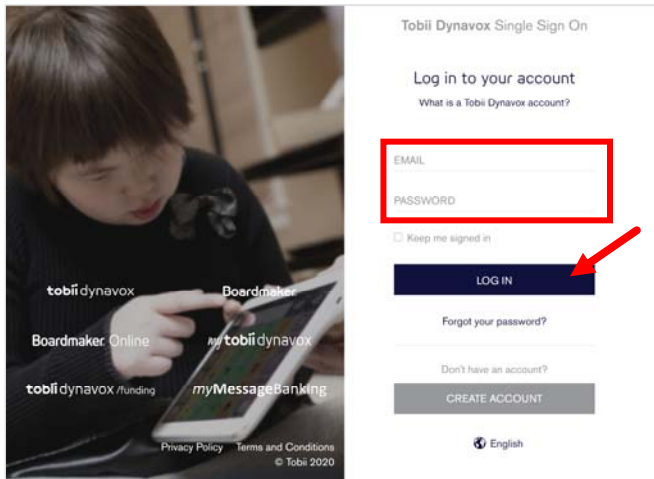 tobii dynavox
Boardmaker
Boardmaker Online
my tobii dynavox
tobii dynavox /funding
myMessageBanking
Privacy Policy Terms and Conditions
© Tobii 2020
Tobii Dynavox Single Sign On
Log in to your account
What is a Tobii Dynavox account?
EMAIL
PASSWORD
Keep me signed in
LOG IN
Forgot your password?
Don't have an account?
CREATE ACCOUNT
English